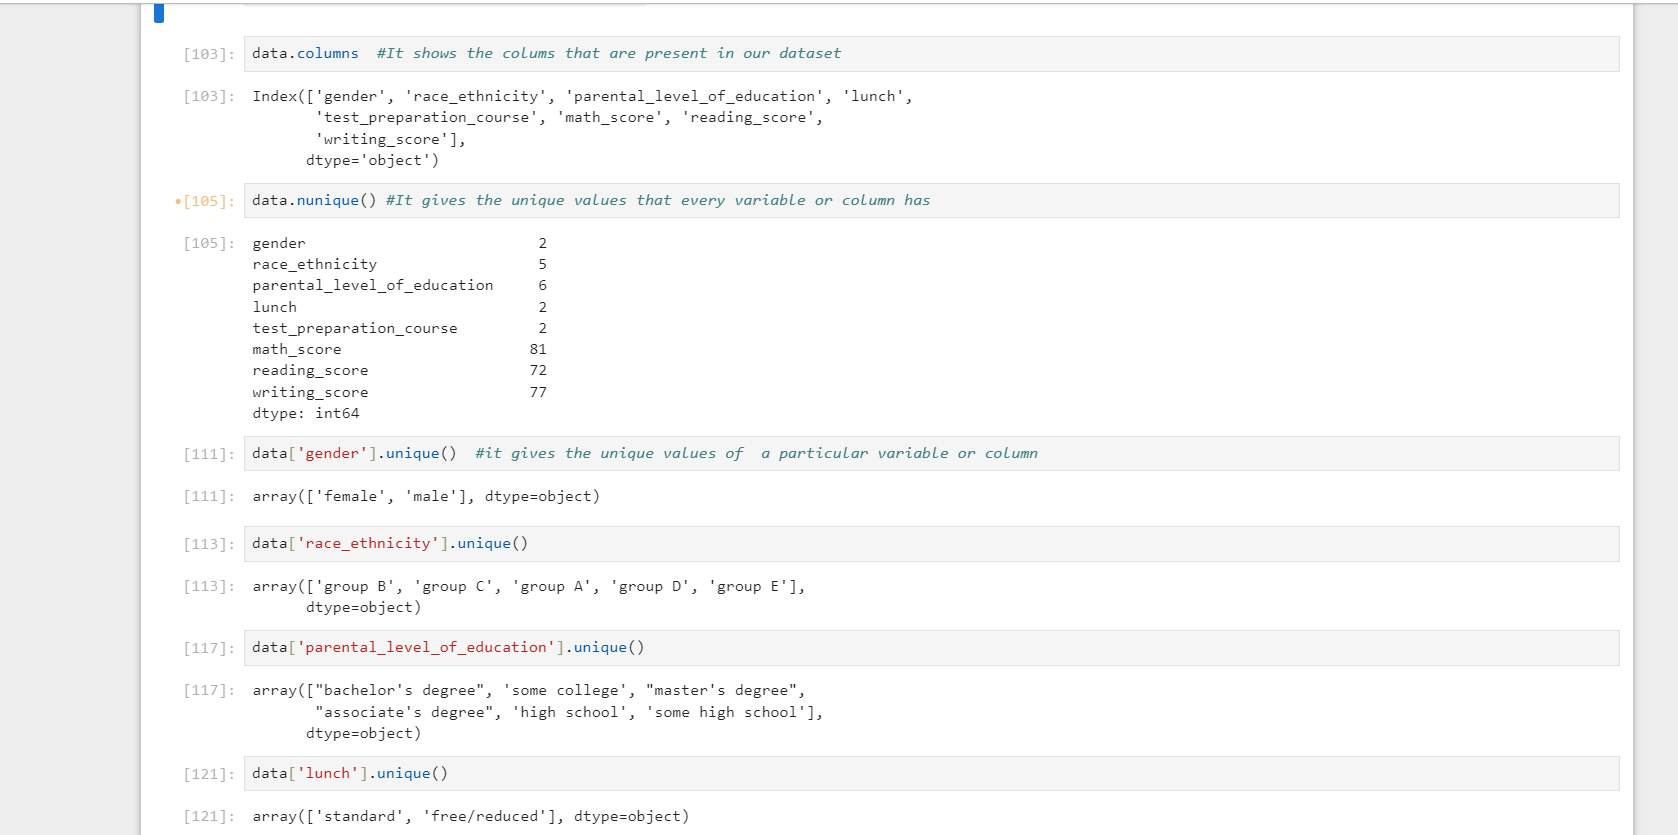 [103]: data.columns  #It shows the colums that are present in our dataset
[103]: Index(['gender', 'race_ethnicity', 'parental_level_of_education', 'lunch',
       'test_preparation_course', 'math_score', 'reading_score',
       'writing_score'],
      dtype='object')
•[105]: data.nunique() #It gives the unique values that every variable or column has
[105]: gender                          2
race_ethnicity                  5
parental_level_of_education     6
lunch                           2
test_preparation_course         2
math_score                     81
reading_score                  72
writing_score                  77
dtype: int64
[111]: data['gender'].unique()  #it gives the unique values of  a particular variable or column
[111]: array(['female', 'male'], dtype=object)
[113]: data['race_ethnicity'].unique()
[113]: array(['group B', 'group C', 'group A', 'group D', 'group E'],
      dtype=object)
[117]: data['parental_level_of_education'].unique()
[117]: array(["bachelor's degree", 'some college', "master's degree",
       "associate's degree", 'high school', 'some high school'],
      dtype=object)
[121]: data['lunch'].unique()
[121]: array(['standard', 'free/reduced'], dtype=object)